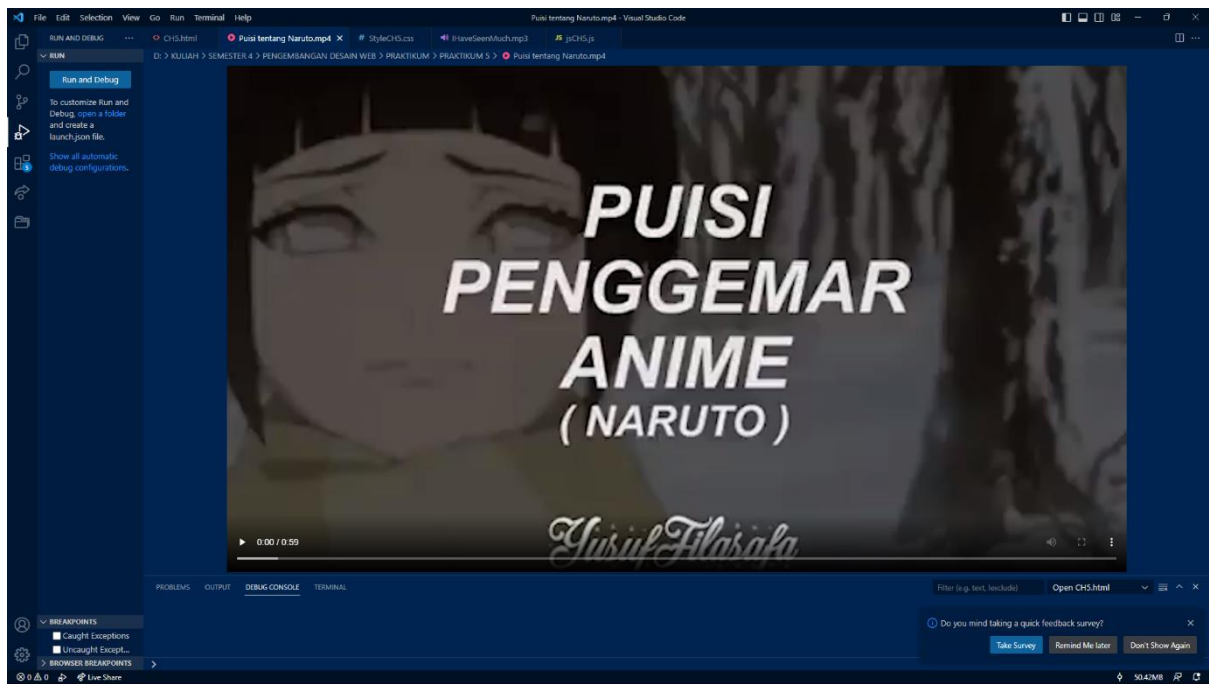 File Edit Selection View Go Run Terminal Help
Puisi tentang Naruto.mp4 - Visual Studio Code
RUN AND DEBUG ...
CH5.html
Puisi tentang Naruto.mp4
# StyleCH5.css
IHaveSeenMuch.mp3
JS jsCH5.js
RUN
D: > KULIAH > SEMESTER 4 > PENGEMBANGAN DESAIN WEB > PRAKTIKUM > PRAKTIKUM 5 > Puisi tentang Naruto.mp4
Run and Debug
To customize Run and
Debug, open a folder
and create a
launch.json file.
Show all automatic
debug configurations.
5
PUISI
PENGGEMAR
ANIME
( NARUTO )
YusufFilasafa
0:00 / 0:59
PROBLEMS OUTPUT DEBUG CONSOLE TERMINAL
Filter (e.g. text, !exclude)
Open CH5.html
BREAKPOINTS
Caught Exceptions
Uncaught Except...
BROWSER BREAKPOINTS
Do you mind taking a quick feedback survey?
Take Survey
Remind Me later
Don't Show Again
0 0 Live Share
50.42MB